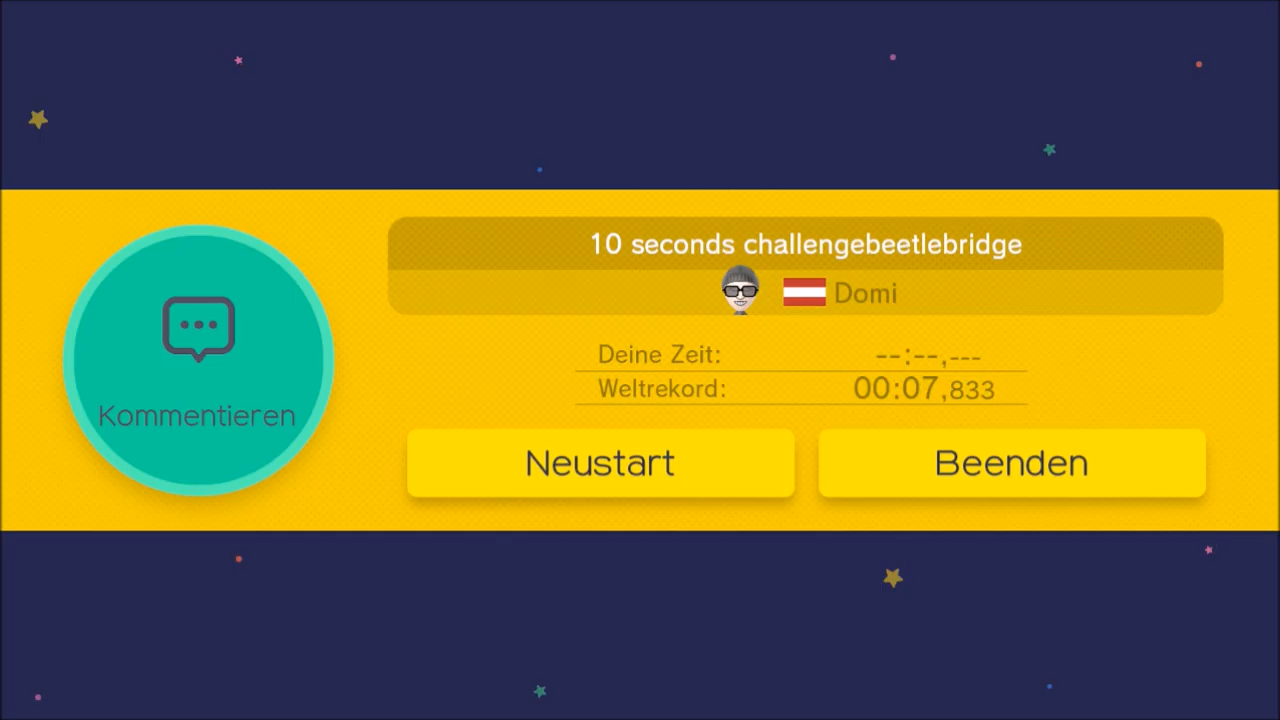 10 seconds challengebeetlebridge
Domi
Deine Zeit: --:--,---
Weltrekord: 00:07,833
Kommentieren
Neustart
Beenden